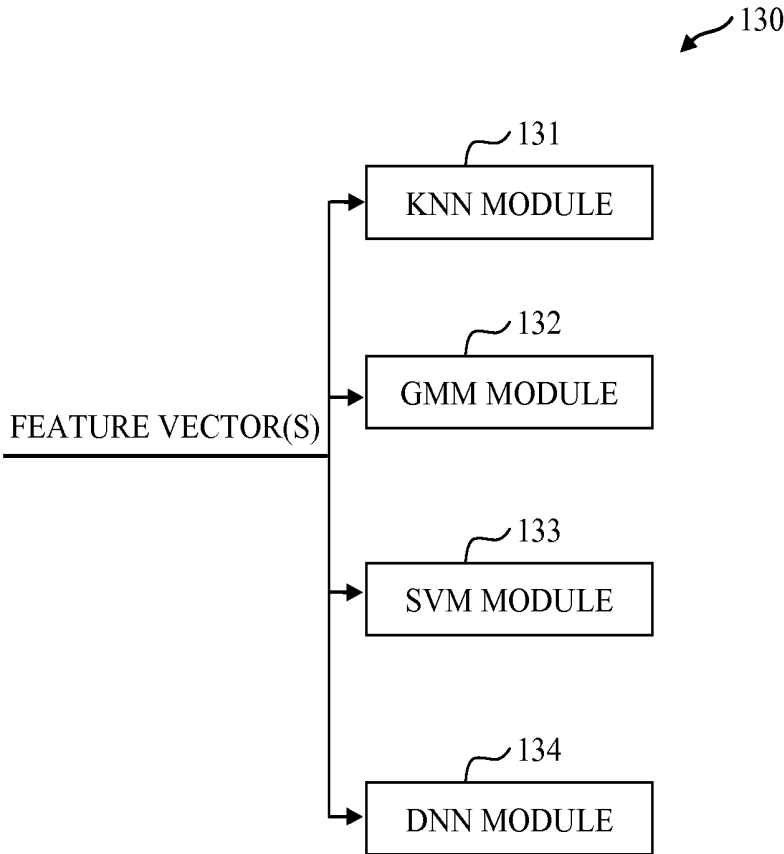 130
131
KNN MODULE
132
GMM MODULE
FEATURE VECTOR(S)
133
SVM MODULE
134
DNN MODULE